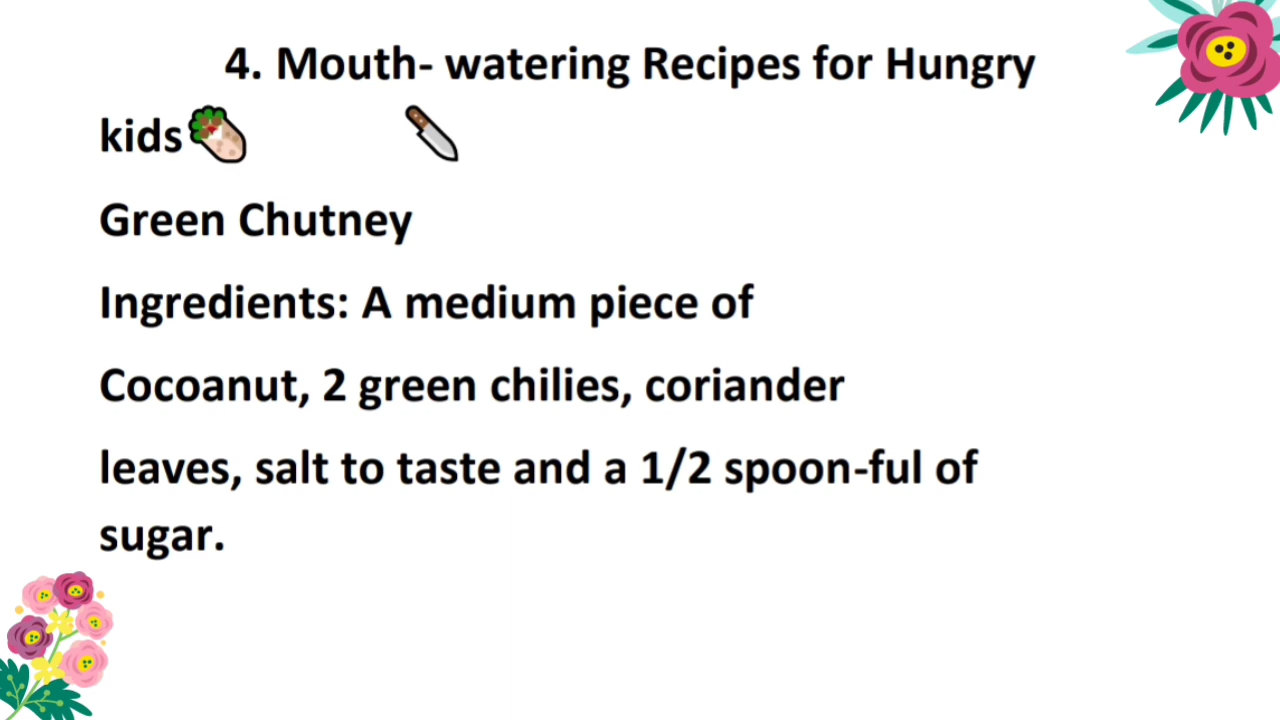 4. Mouth- watering Recipes for Hungry
kids
Green Chutney
Ingredients: A medium piece of
Cocoanut, 2 green chilies, coriander
leaves, salt to taste and a 1/2 spoon-ful of
sugar.